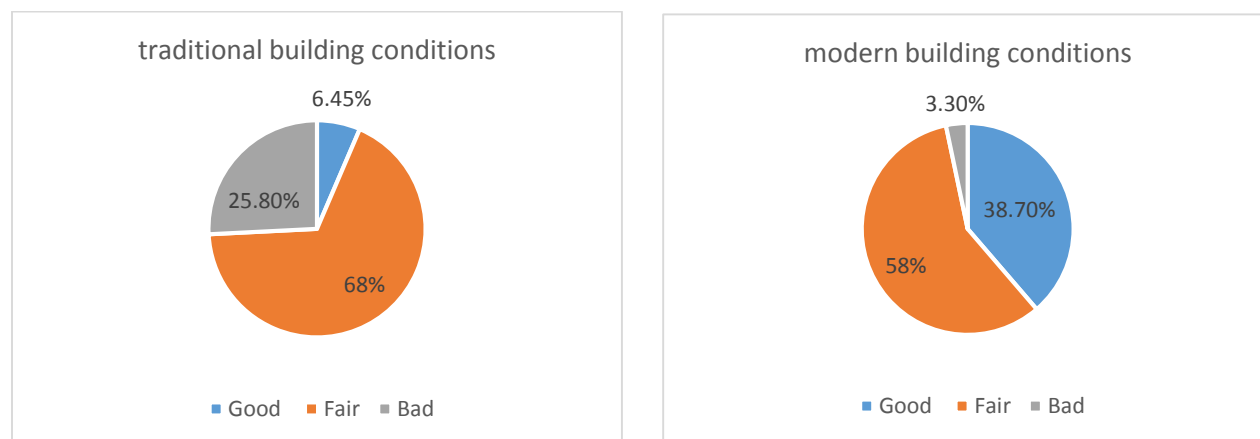 traditional building conditions
6.45%
25.80%
68%
Good Fair Bad
modern building conditions
3.30%
38.70%
58%
Good Fair Bad